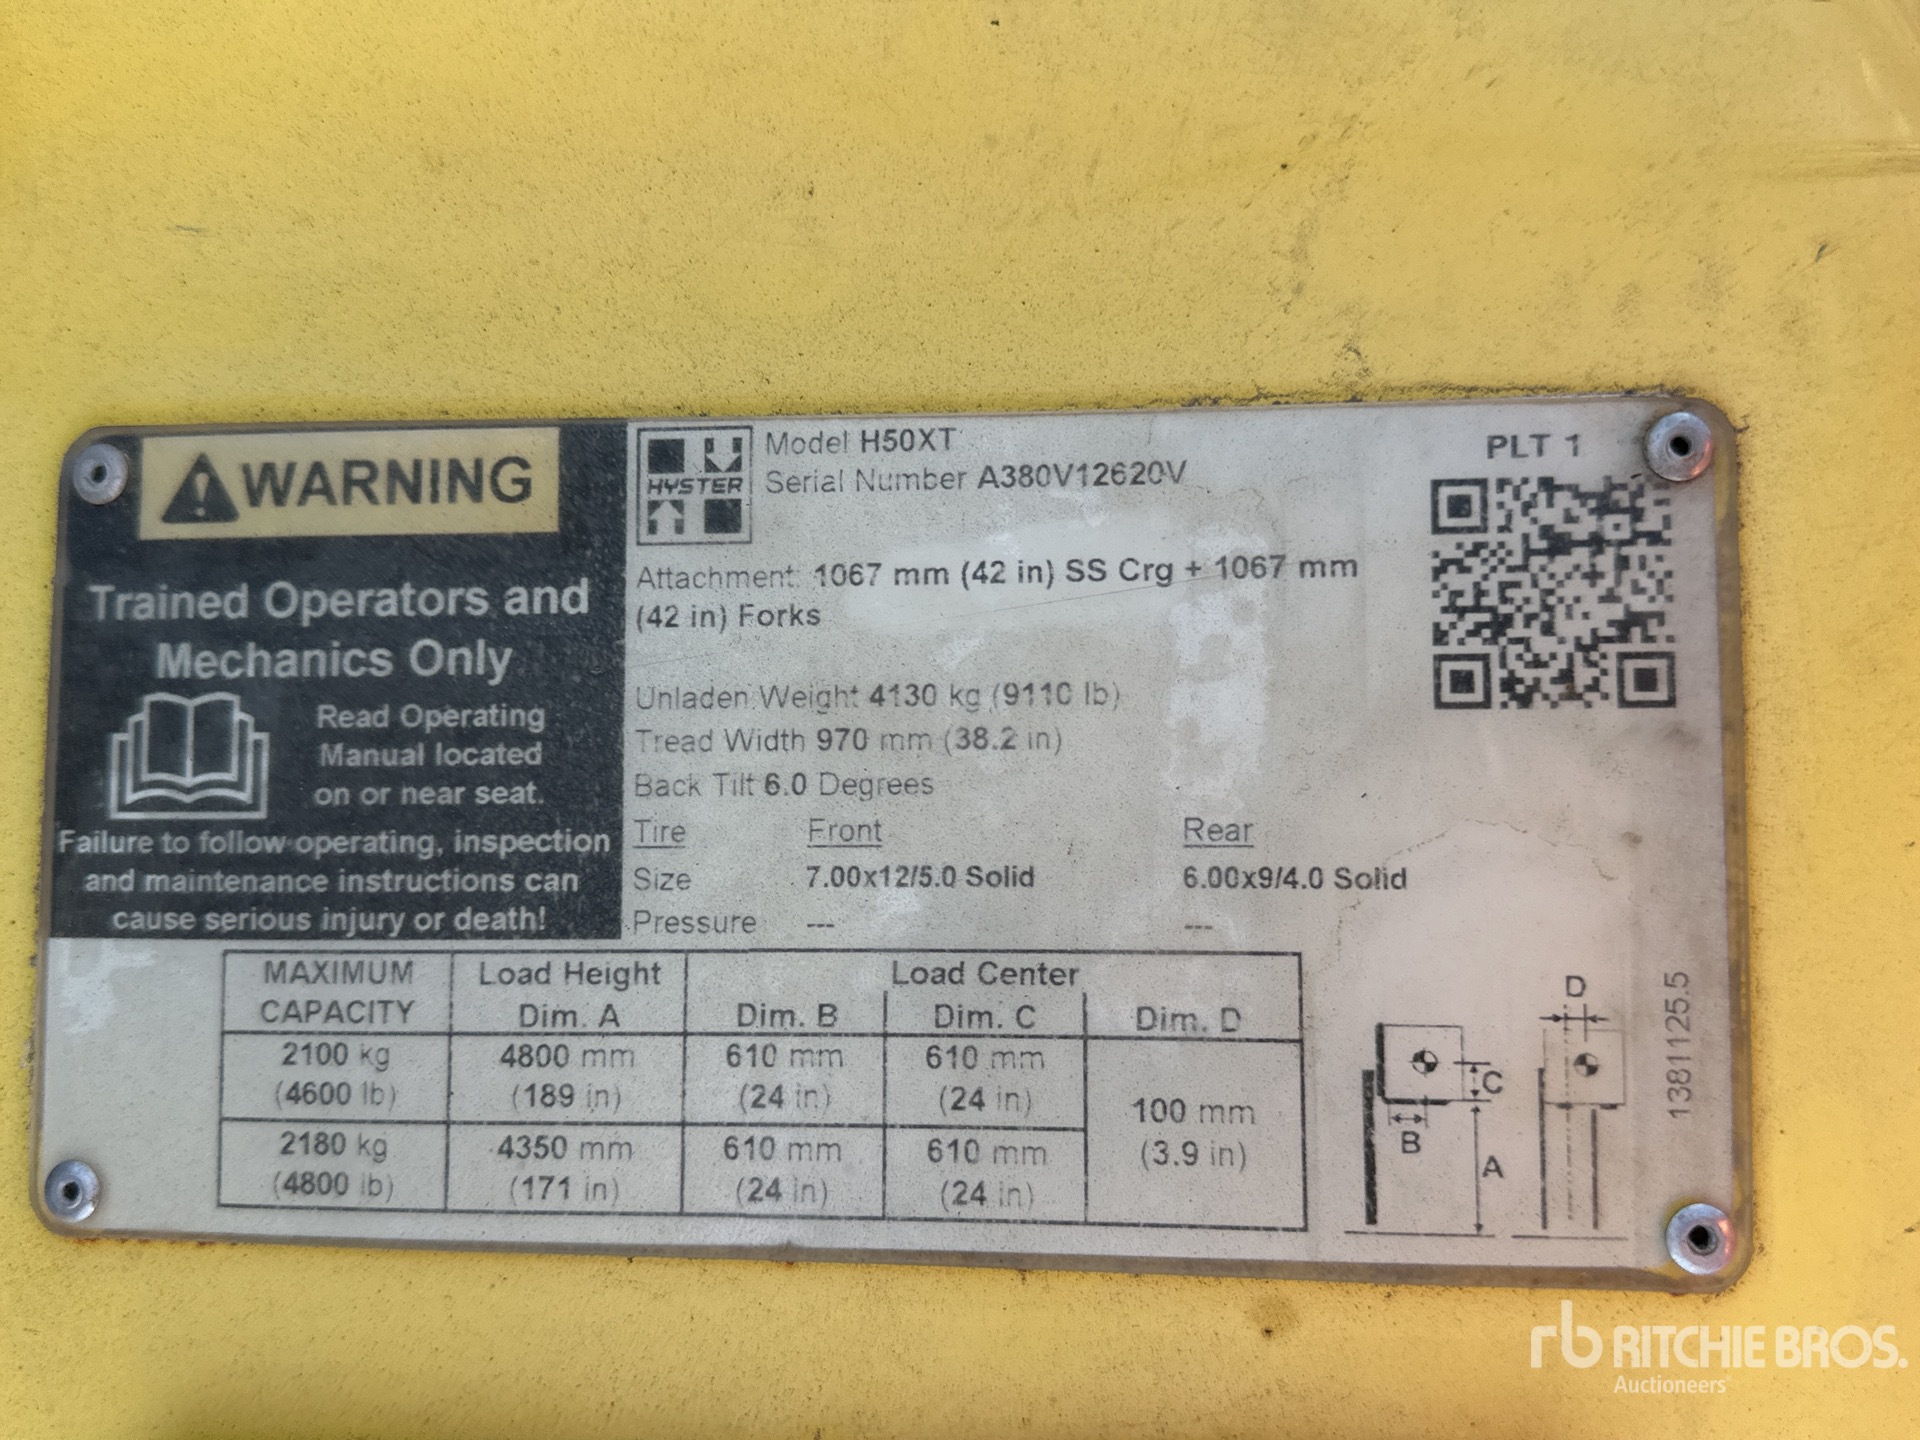 WARNING
Trained Operators and
Mechanics Only
Read Operating
Manual located
on or near seat.
Failure to follow operating, inspection
and maintenance instructions can
cause serious injury or death!
HYSTER
Model H50XT
Serial Number A380V12620V
Attachment: 1067 mm (42 in) SS Crg + 1067 mm
(42 in) Forks
Unladen Weight 4130 kg (9110 lb)
Tread Width 970 mm (38.2 in)
Back Tilt 6.0 Degrees
Tire Front Rear
Size 7.00x12/5.0 Solid 6.00x9/4.0 Solid
Pressure --- ---
PLT 1
MAXIMUM Load Height Load Center
CAPACITY Dim. A Dim. B Dim. C Dim. D
2100 kg 4800 mm 610 mm 610 mm
(4600 lb) (189 in) (24 in) (24 in)
100 mm
(3.9 in)
2180 kg 4350 mm 610 mm 610 mm
(4800 lb) (171 in) (24 in) (24 in)
D
C
B
A
1381125.5
rb RITCHIE BROS.
Auctioneers